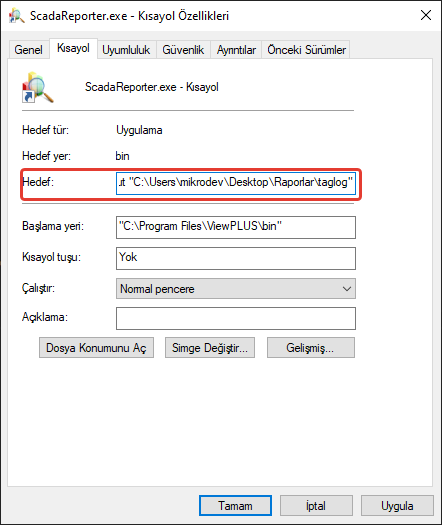 ScadaReporter.exe - Kısayol Özellikleri
Genel Kısayol Uyumluluk Güvenlik Ayrıntılar Önceki Sürümler
ScadaReporter.exe - Kısayol
Hedef tür: Uygulama
Hedef yer: bin
Hedef: ıt "C:\Users\mikrodev\Desktop\Raporlar\taglog"
Başlama yeri: "C:\Program Files\ViewPLUS\bin"
Kısayol tuşu: Yok
Çalıştır: Normal pencere
Açıklama:
Dosya Konumunu Aç Simge Değiştir... Gelişmiş...
Tamam İptal Uygula